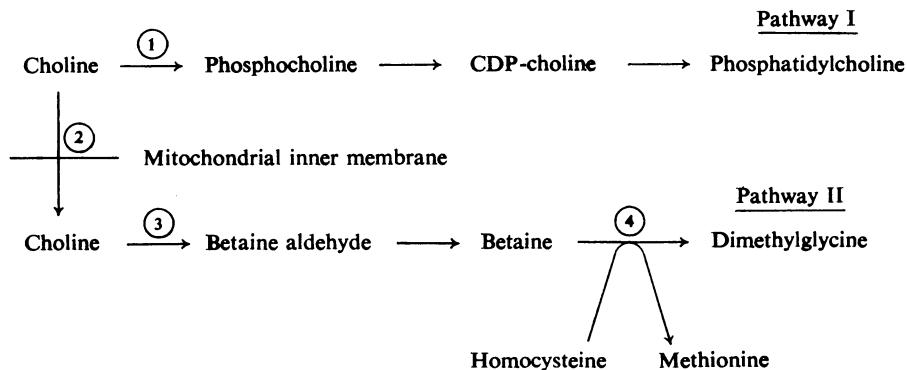 Pathway I
1
Choline Phosphocholine CDP-choline Phosphatidylcholine
2
Mitochondrial inner membrane
Pathway II
3 4
Choline Betaine aldehyde Betaine Dimethylglycine
Homocysteine Methionine